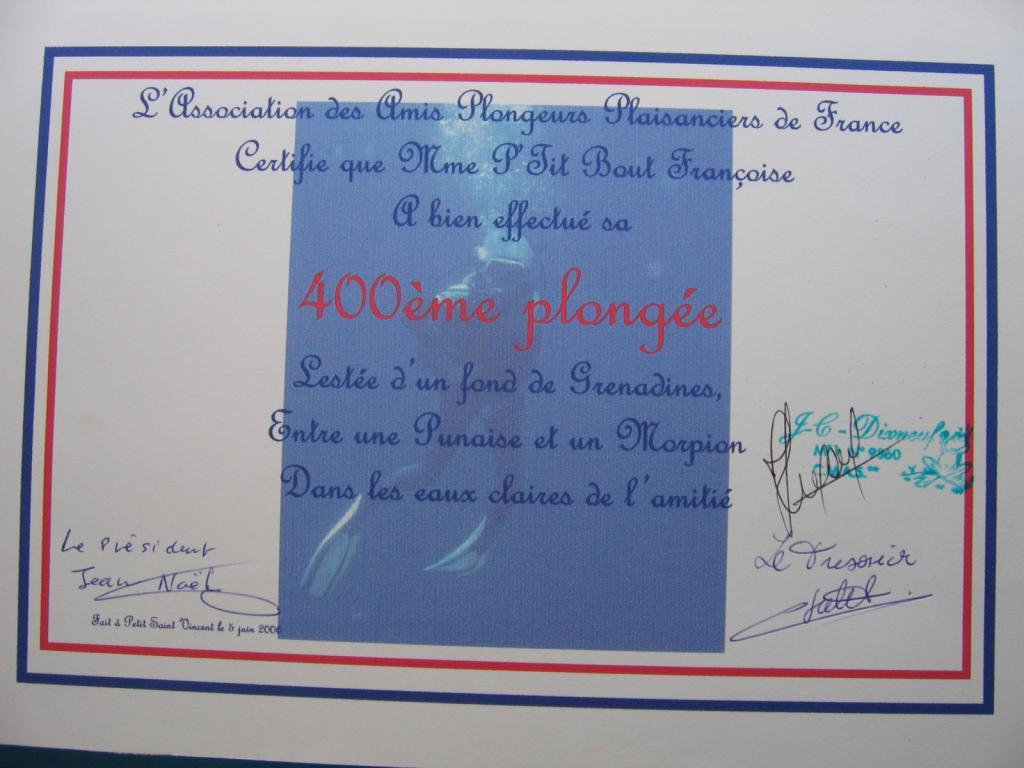 L'Association des Amis Plongeurs Plaisanciers de France
Certifie que Mme P'Tit Bout Françoise
A bien effectué sa
400ème plongée
Lestée d'un fond de Grenadines,
Entre une Punaise et un Morpion
Dans les eaux claires de l'amitié
J-C - Dixneuf
Le Président
Jean Noël
Le Tresorier
Fait à Petit Saint Vincent le 5 juin 2006